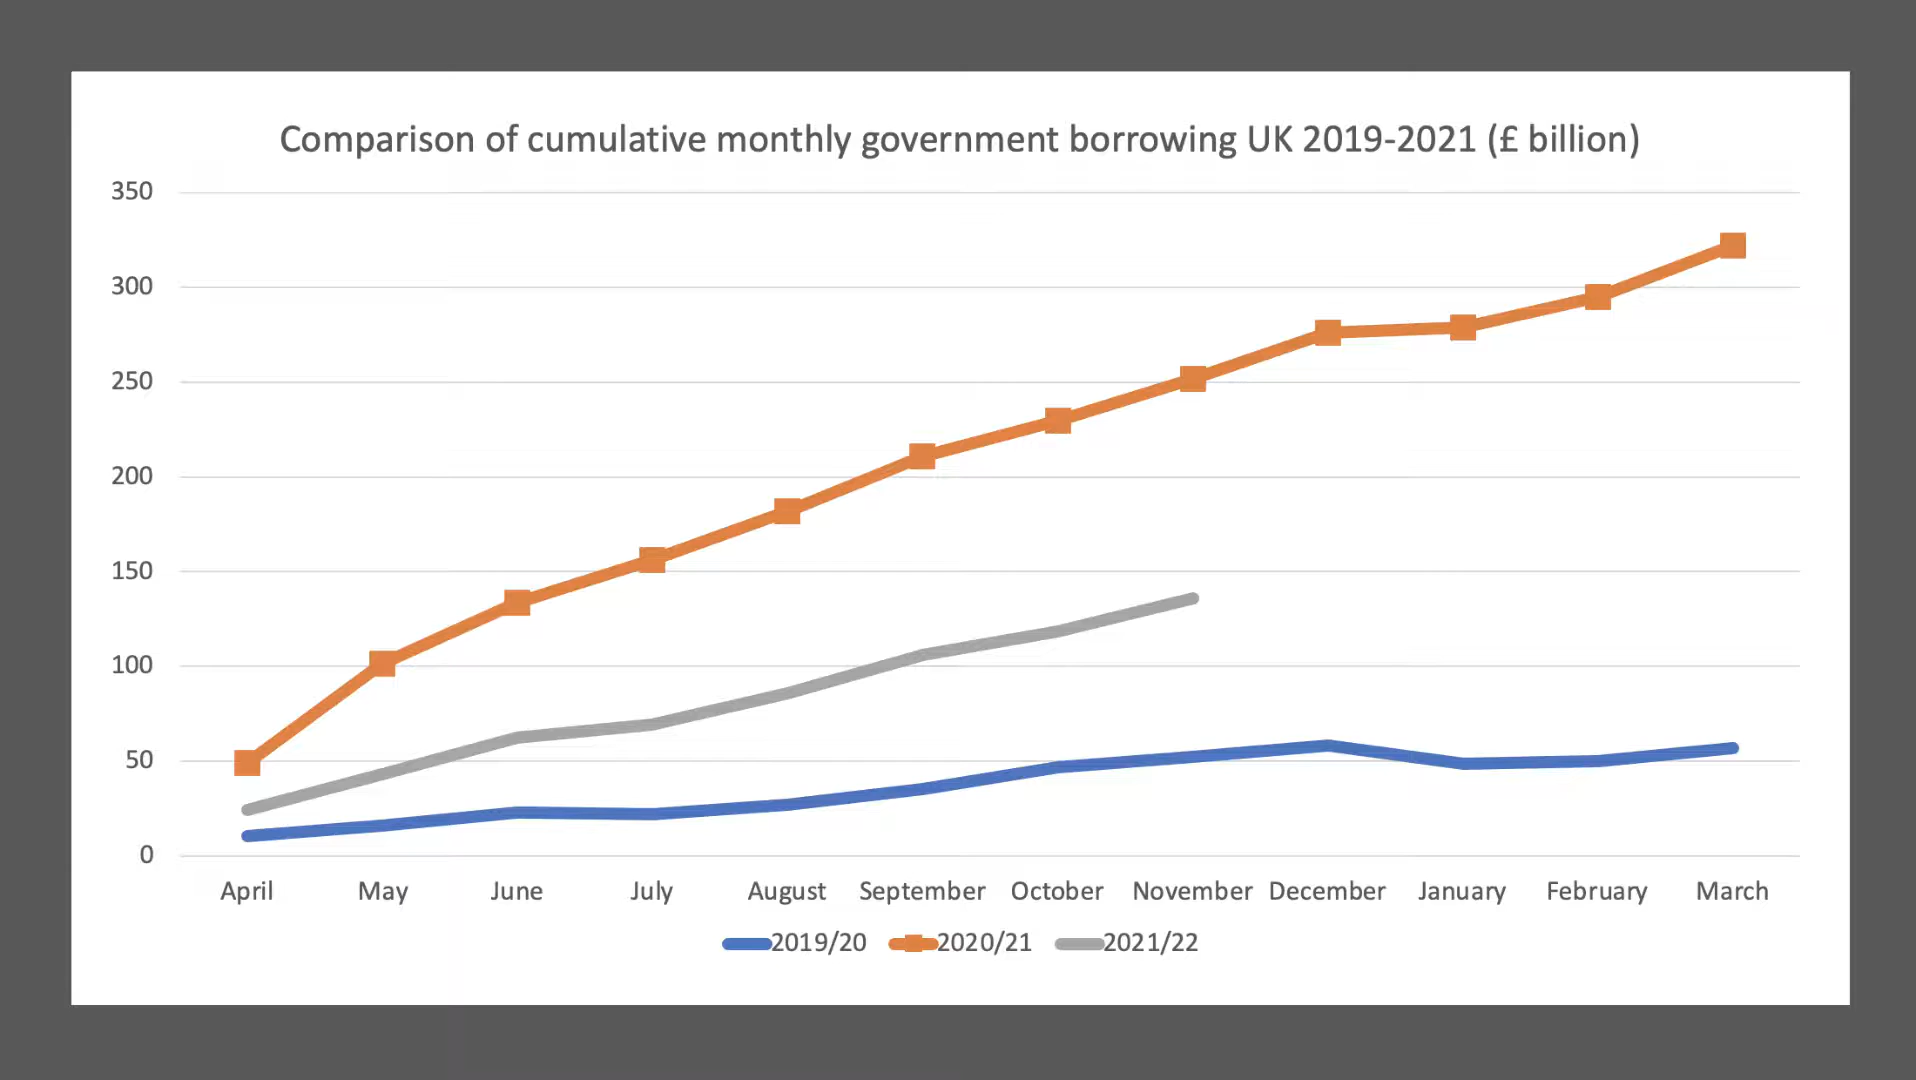 Comparison of cumulative monthly government borrowing UK 2019-2021 (£ billion)
350
300
250
200
150
100
50
0
April May June July August September October November December January February March
2019/20 2020/21 2021/22